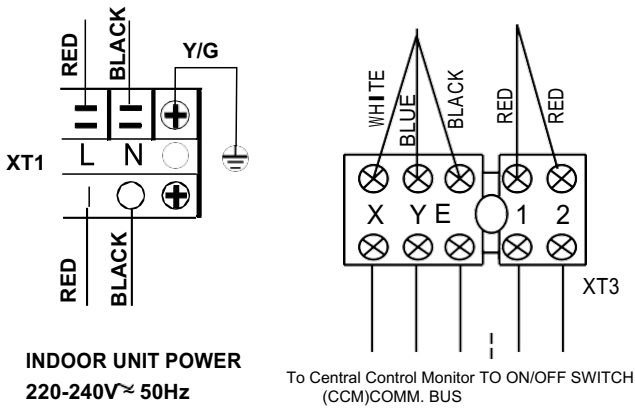 RED
BLACK
Y/G
XT1
L N
RED
BLACK
INDOOR UNIT POWER
220-240V~ 50Hz
WHITE
BLUE
BLACK
RED
RED
X Y E 1 2
XT3
To Central Control Monitor TO ON/OFF SWITCH
(CCM)COMM. BUS